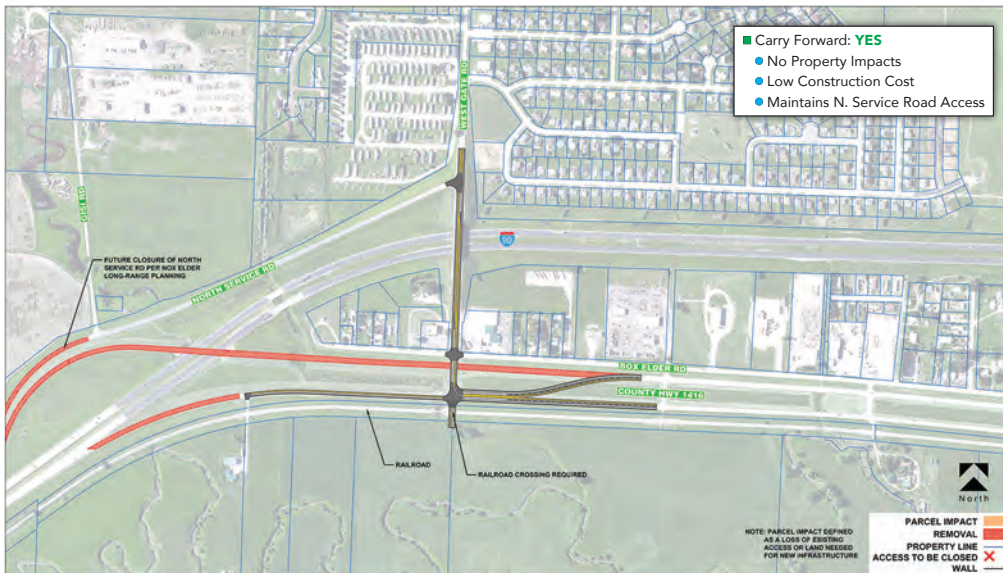 Carry Forward: YES
No Property Impacts
Low Construction Cost
Maintains N. Service Road Access
WEST GATE RD
GIMI RD
90
FUTURE CLOSURE OF NORTH
SERVICE RD PER NOX ELDER
LONG-RANGE PLANNING
NORTH SERVICE RD
BOX ELDER RD
COUNTY HWY 1416
RAILROAD
RAILROAD CROSSING REQUIRED
North
NOTE: PARCEL IMPACT DEFINED
AS A LOSS OF EXISTING
ACCESS OR LAND NEEDED
FOR NEW INFRASTRUCTURE
PARCEL IMPACT
REMOVAL
PROPERTY LINE
ACCESS TO BE CLOSED
WALL